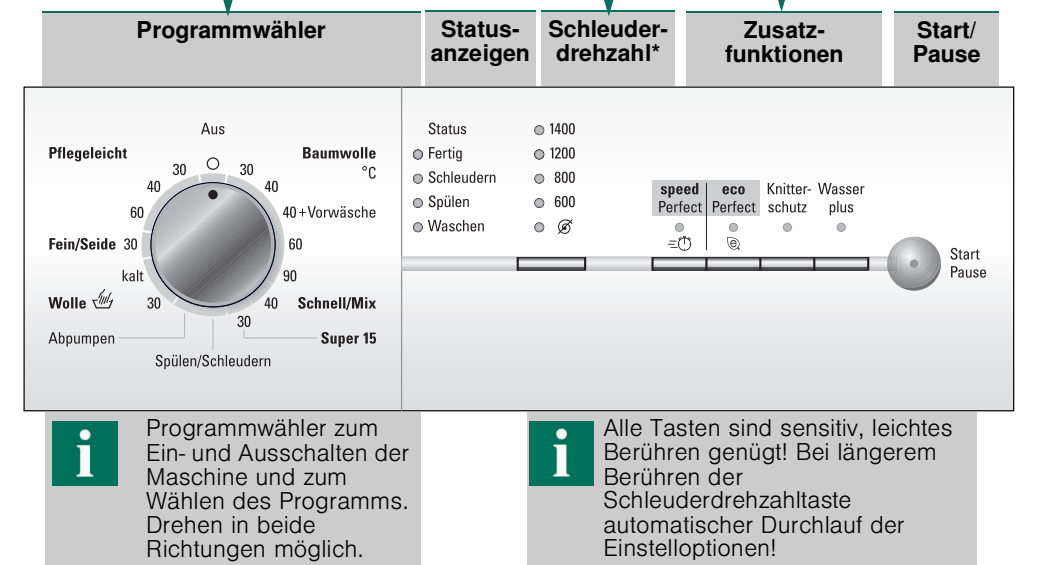 Programmwähler
Status-
anzeigen
Schleuder-
drehzahl*
Zusatz-
funktionen
Start/
Pause
Aus
Pflegeleicht
30
40
60
Fein/Seide 30
kalt
Wolle
30
Abpumpen
Spülen/Schleudern
Baumwolle
°C
30
40
40 + Vorwäsche
60
90
40 Schnell/Mix
30
Super 15
Status
Fertig
Schleudern
Spülen
Waschen
1400
1200
800
600
speed
Perfect
eco
Perfect
Knitter-
schutz
Wasser
plus
Start
Pause
i
Programmwähler zum
Ein- und Ausschalten der
Maschine und zum
Wählen des Programms.
Drehen in beide
Richtungen möglich.
i
Alle Tasten sind sensitiv, leichtes
Berühren genügt! Bei längerem
Berühren der
Schleuderdrehzahltaste
automatischer Durchlauf der
Einstelloptionen!